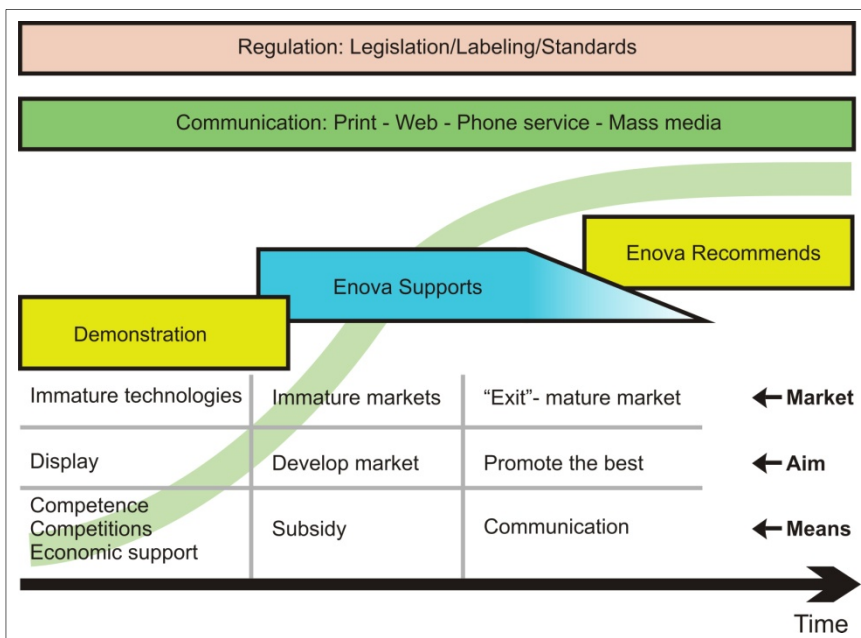 Regulation: Legislation/Labeling/Standards
Communication: Print - Web - Phone service - Mass media
Enova Recommends
Enova Supports
Demonstration
Immature technologies
Immature markets
“Exit”- mature market
Market
Display
Develop market
Promote the best
Aim
Competence
Competitions
Economic support
Subsidy
Communication
Means
Time